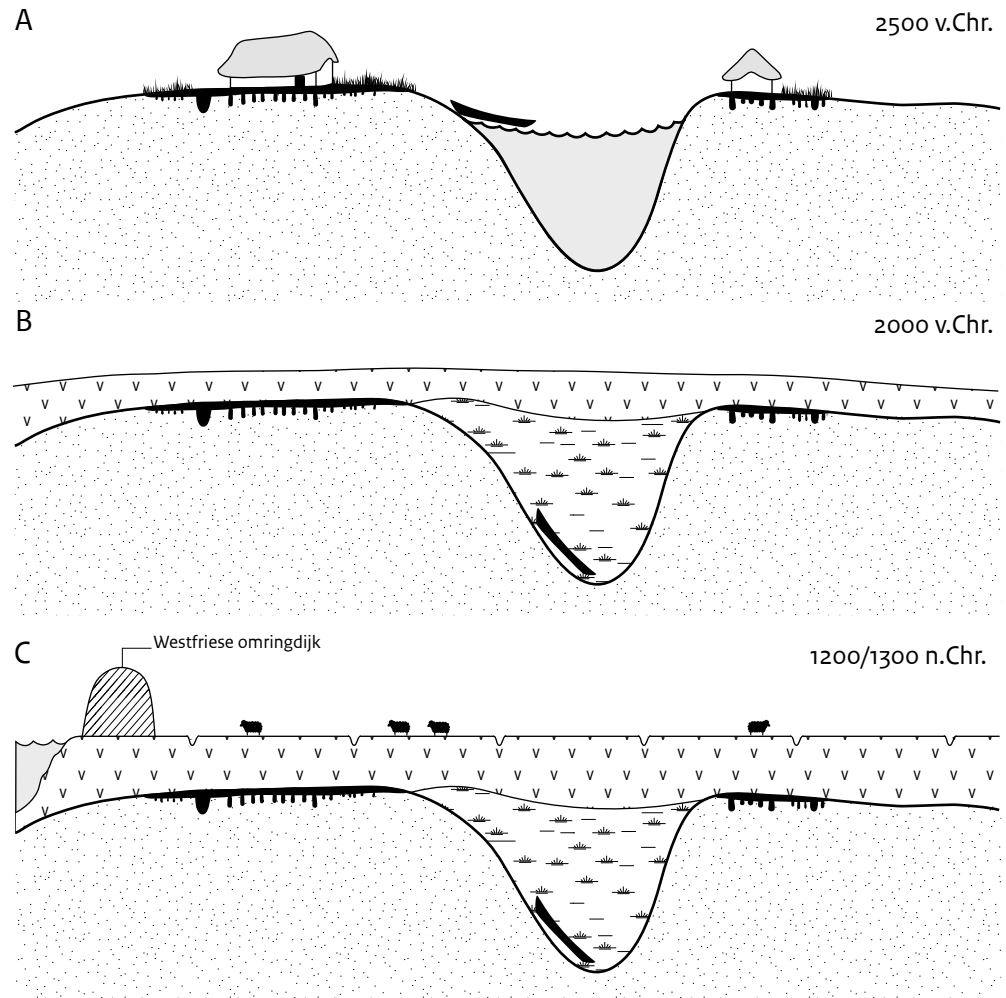 A
2500 v.Chr.
B
2000 v.Chr.
C
Westfriese omringdijk
1200/1300 n.Chr.